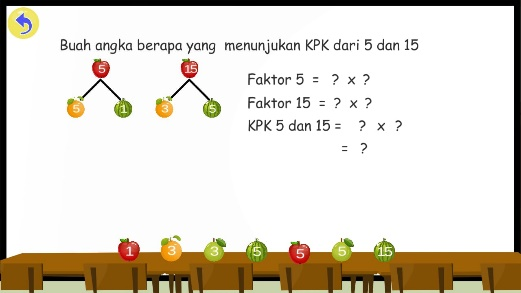 Buah angka berapa yang menunjukan KPK dari 5 dan 15
5 15
5 1 3 5
Faktor 5 = ? x ?
Faktor 15 = ? x ?
KPK 5 dan 15 = ? x ?
= ?
1 3 3 5 5 5 15